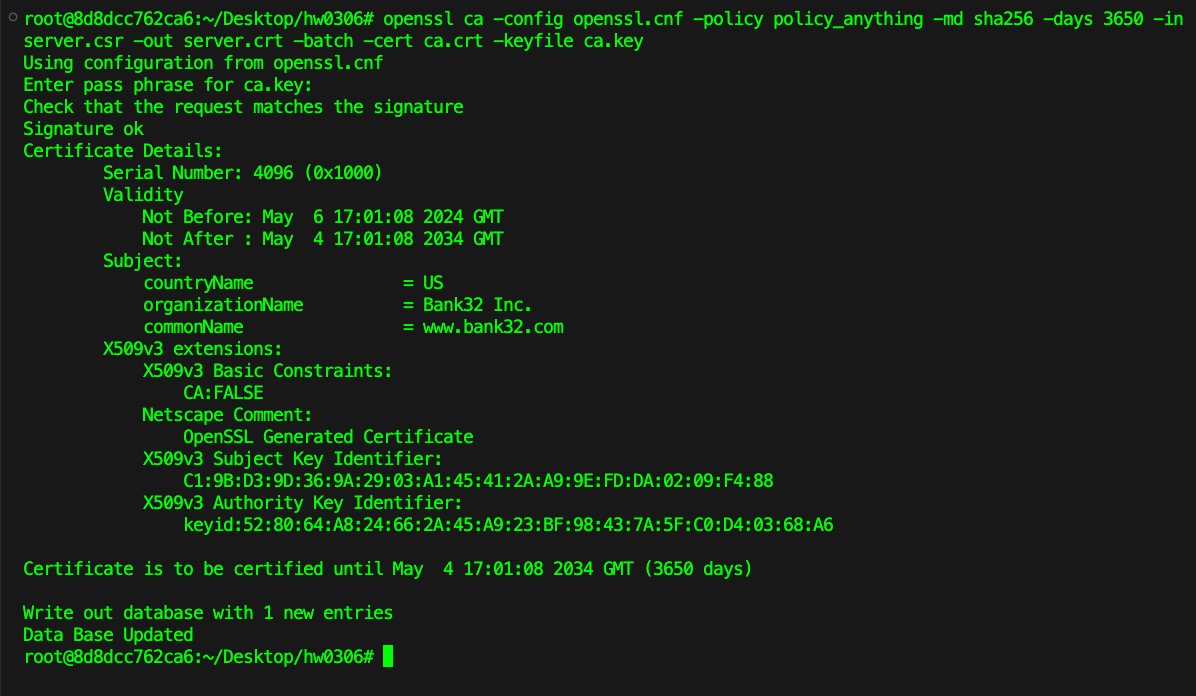 root@8d8dcc762ca6:~/Desktop/hw0306# openssl ca -config openssl.cnf -policy policy_anything -md sha256 -days 3650 -in
server.csr -out server.crt -batch -cert ca.crt -keyfile ca.key
Using configuration from openssl.cnf
Enter pass phrase for ca.key:
Check that the request matches the signature
Signature ok
Certificate Details:
        Serial Number: 4096 (0x1000)
        Validity
            Not Before: May  6 17:01:08 2024 GMT
            Not After : May  4 17:01:08 2034 GMT
        Subject:
            countryName               = US
            organizationName          = Bank32 Inc.
            commonName                = www.bank32.com
        X509v3 extensions:
            X509v3 Basic Constraints:
                CA:FALSE
            Netscape Comment:
                OpenSSL Generated Certificate
            X509v3 Subject Key Identifier:
                C1:9B:D3:9D:36:9A:29:03:A1:45:41:2A:A9:9E:FD:DA:02:09:F4:88
            X509v3 Authority Key Identifier:
                keyid:52:80:64:A8:24:66:2A:45:A9:23:BF:98:43:7A:5F:C0:D4:03:68:A6

Certificate is to be certified until May  4 17:01:08 2034 GMT (3650 days)

Write out database with 1 new entries
Data Base Updated
root@8d8dcc762ca6:~/Desktop/hw0306#